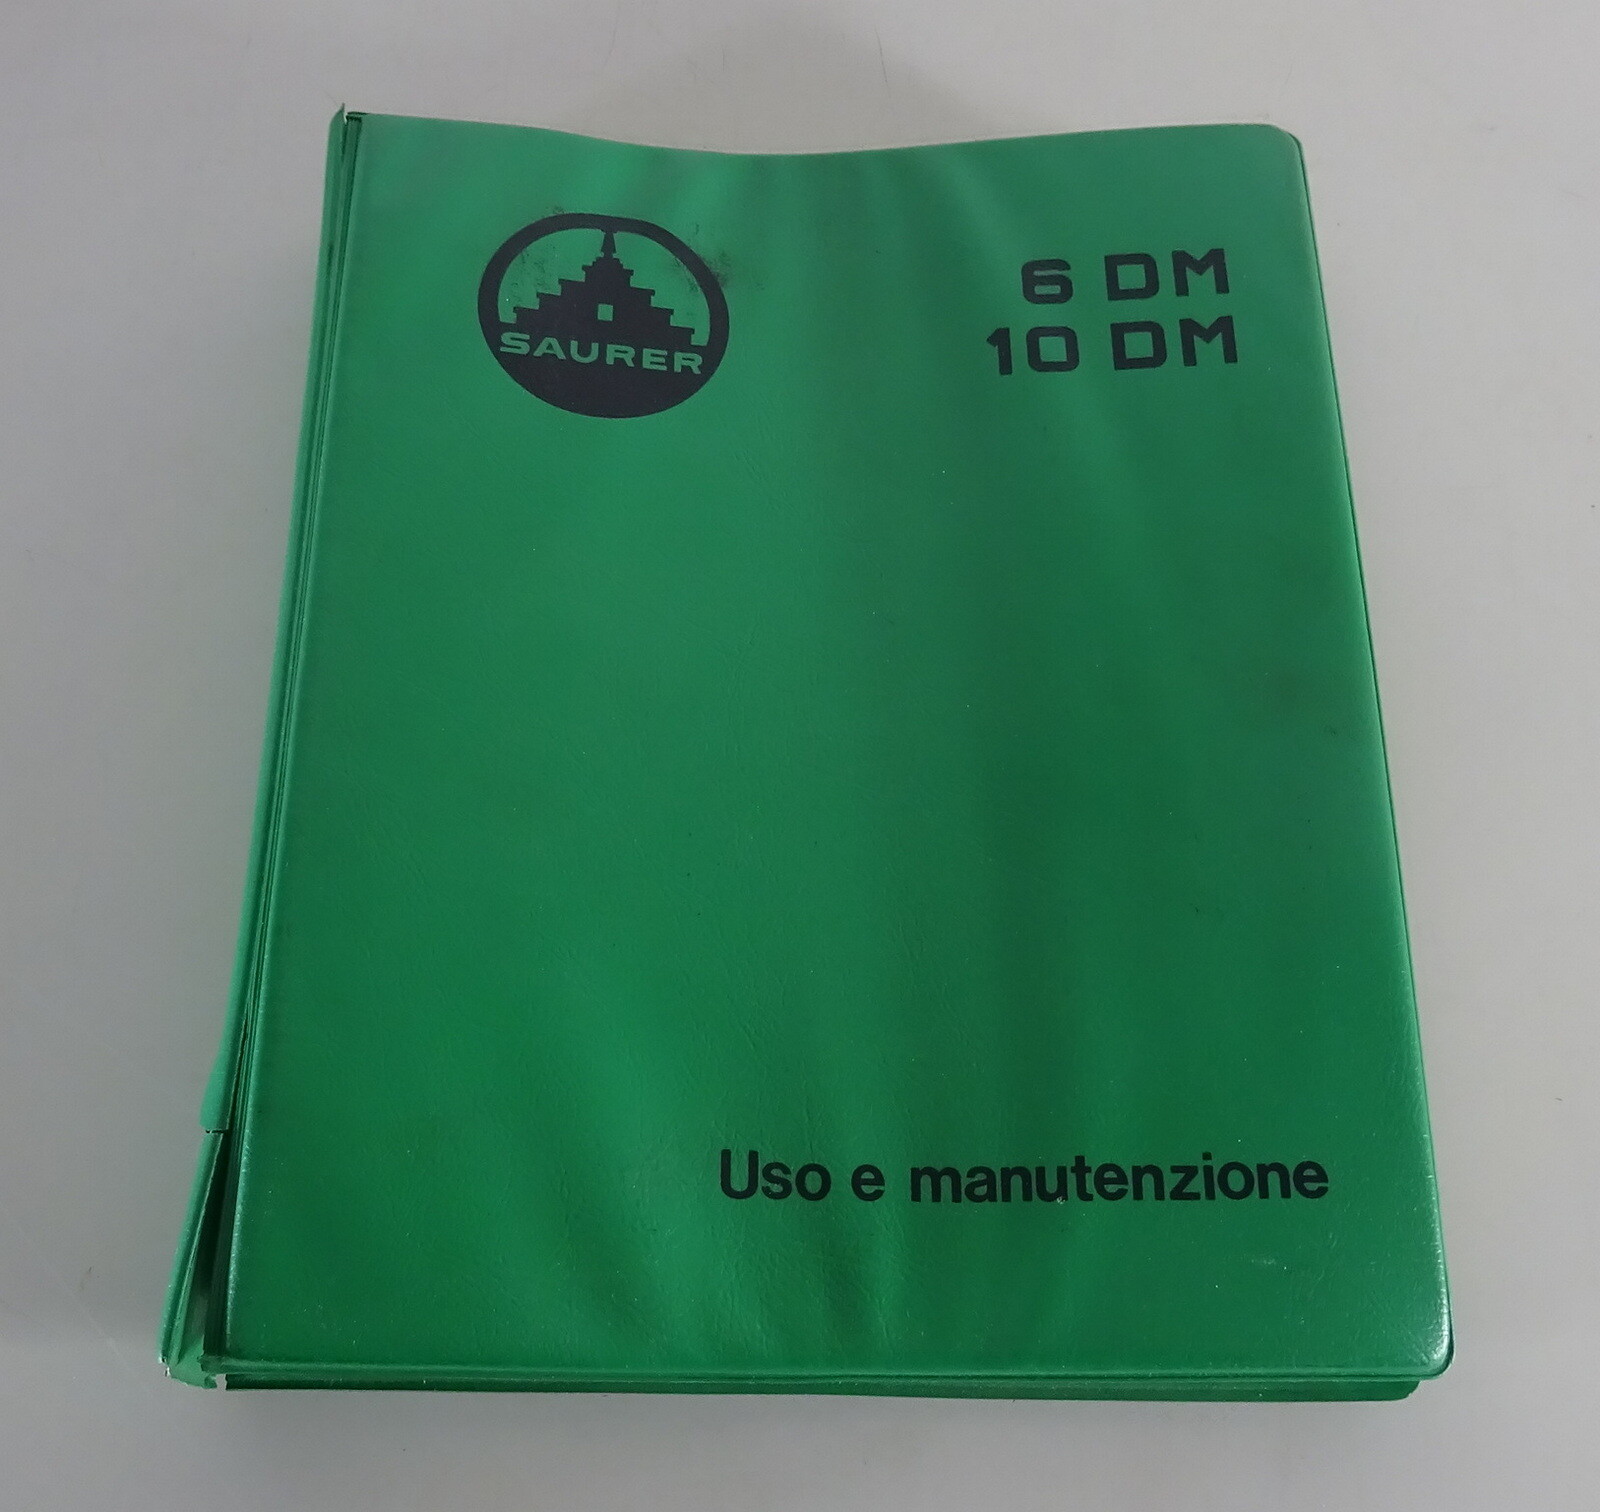 SAURER
6 DM
10 DM
Uso e manutenzione